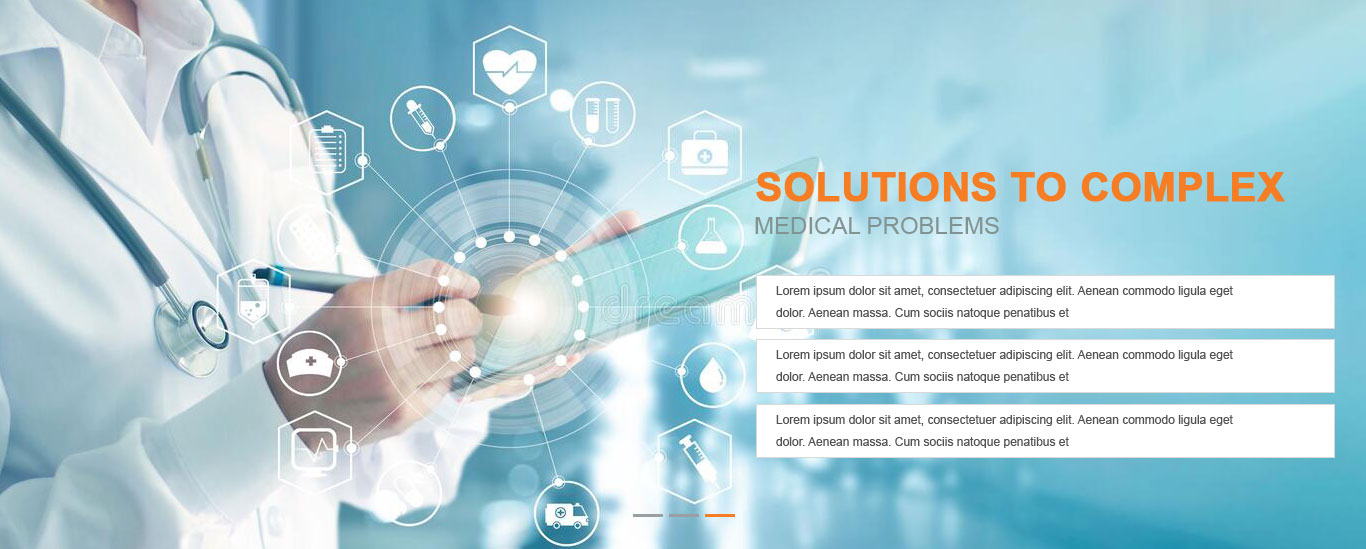 SOLUTIONS TO COMPLEX
MEDICAL PROBLEMS
dream
Lorem ipsum dolor sit amet, consectetuer adipiscing elit. Aenean commodo ligula eget
dolor. Aenean massa. Cum sociis natoque penatibus et
Lorem ipsum dolor sit amet, consectetuer adipiscing elit. Aenean commodo ligula eget
dolor. Aenean massa. Cum sociis natoque penatibus et
Lorem ipsum dolor sit amet, consectetuer adipiscing elit. Aenean commodo ligula eget
dolor. Aenean massa. Cum sociis natoque penatibus et